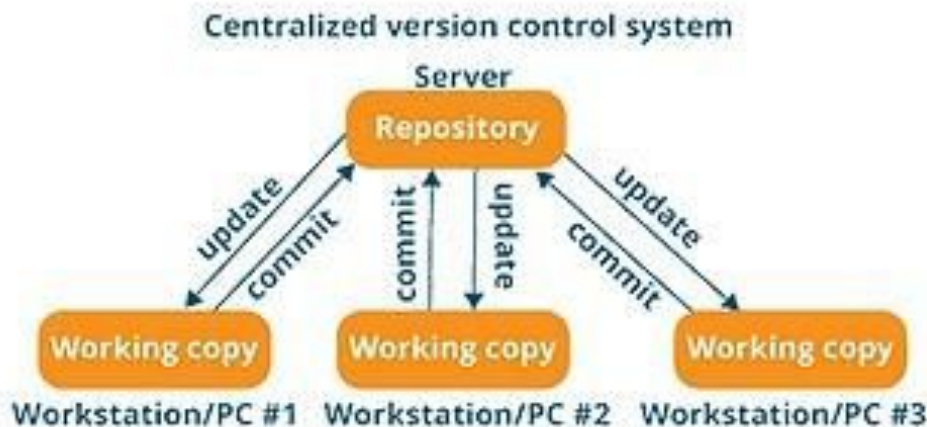 Centralized version control system
Server
Repository
update
commit
commit
update
update
commit
Working copy
Working copy
Working copy
Workstation/PC #1
Workstation/PC #2
Workstation/PC #3